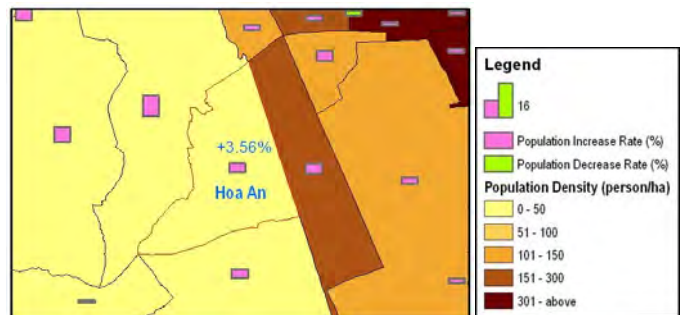 +3.56%
Hoa An
Legend
16
Population Increase Rate (%)
Population Decrease Rate (%)
Population Density (person/ha)
0 - 50
51 - 100
101 - 150
151 - 300
301 - above